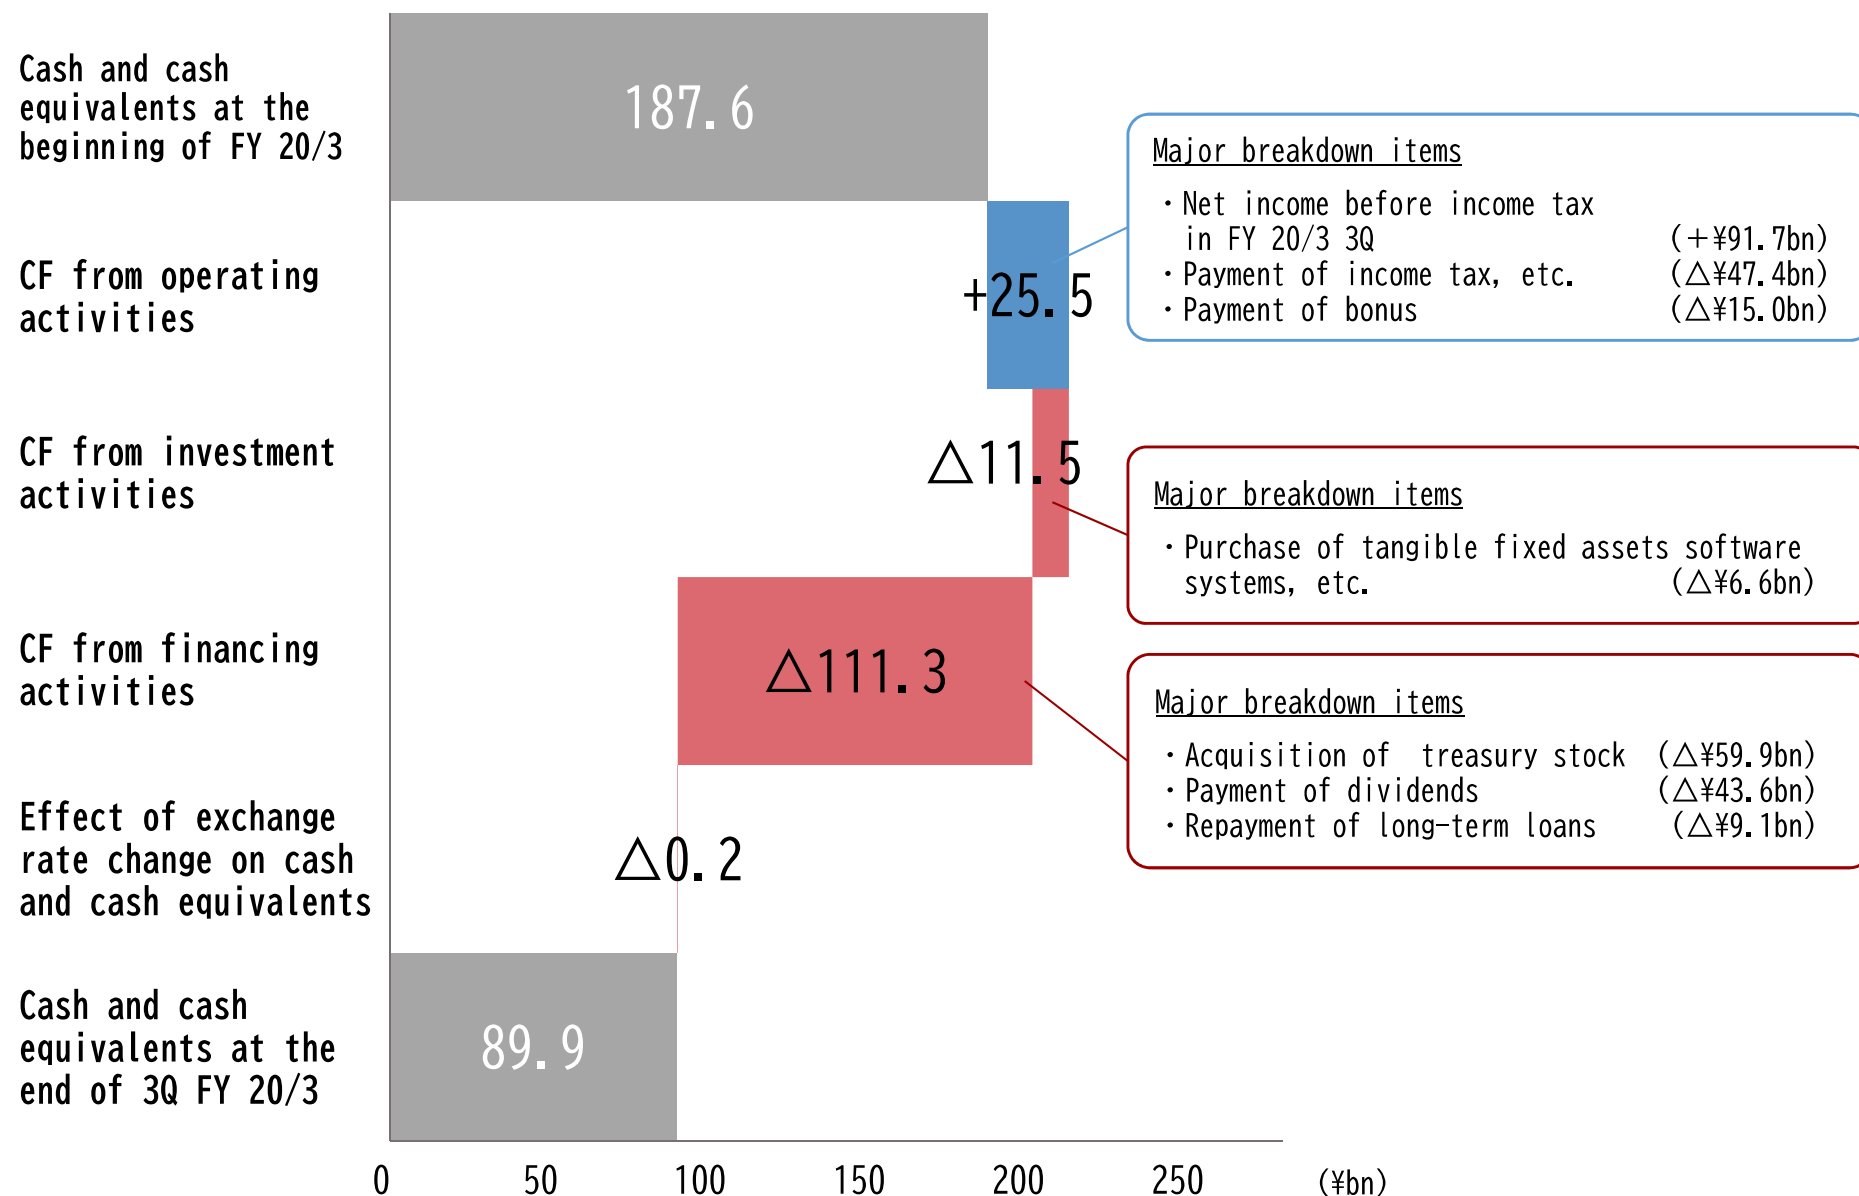 Cash and cash
equivalents at the
beginning of FY 20/3
187.6
CF from operating
activities
+25.5
Major breakdown items
・Net income before income tax
in FY 20/3 3Q (+¥91.7bn)
・Payment of income tax, etc. (△¥47.4bn)
・Payment of bonus (△¥15.0bn)
CF from investment
activities
△11.5
Major breakdown items
・Purchase of tangible fixed assets software
systems, etc. (△¥6.6bn)
CF from financing
activities
△111.3
Major breakdown items
・Acquisition of treasury stock (△¥59.9bn)
・Payment of dividends (△¥43.6bn)
・Repayment of long-term loans (△¥9.1bn)
Effect of exchange
rate change on cash
and cash equivalents
△0.2
Cash and cash
equivalents at the
end of 3Q FY 20/3
89.9
0 50 100 150 200 250 (¥bn)